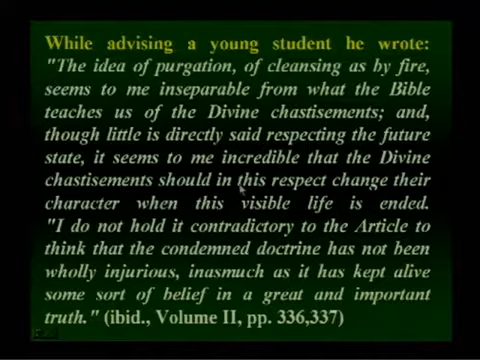 While advising a young student he wrote:
"The idea of purgation, of cleansing as by fire,
seems to me inseparable from what the Bible
teaches us of the Divine chastisements; and,
though little is directly said respecting the future
state, it seems to me incredible that the Divine
chastisements should in this respect change their
character when this visible life is ended.
"I do not hold it contradictory to the Article to
think that the condemned doctrine has not been
wholly injurious, inasmuch as it has kept alive
some sort of belief in a great and important
truth." (ibid., Volume II, pp. 336,337)